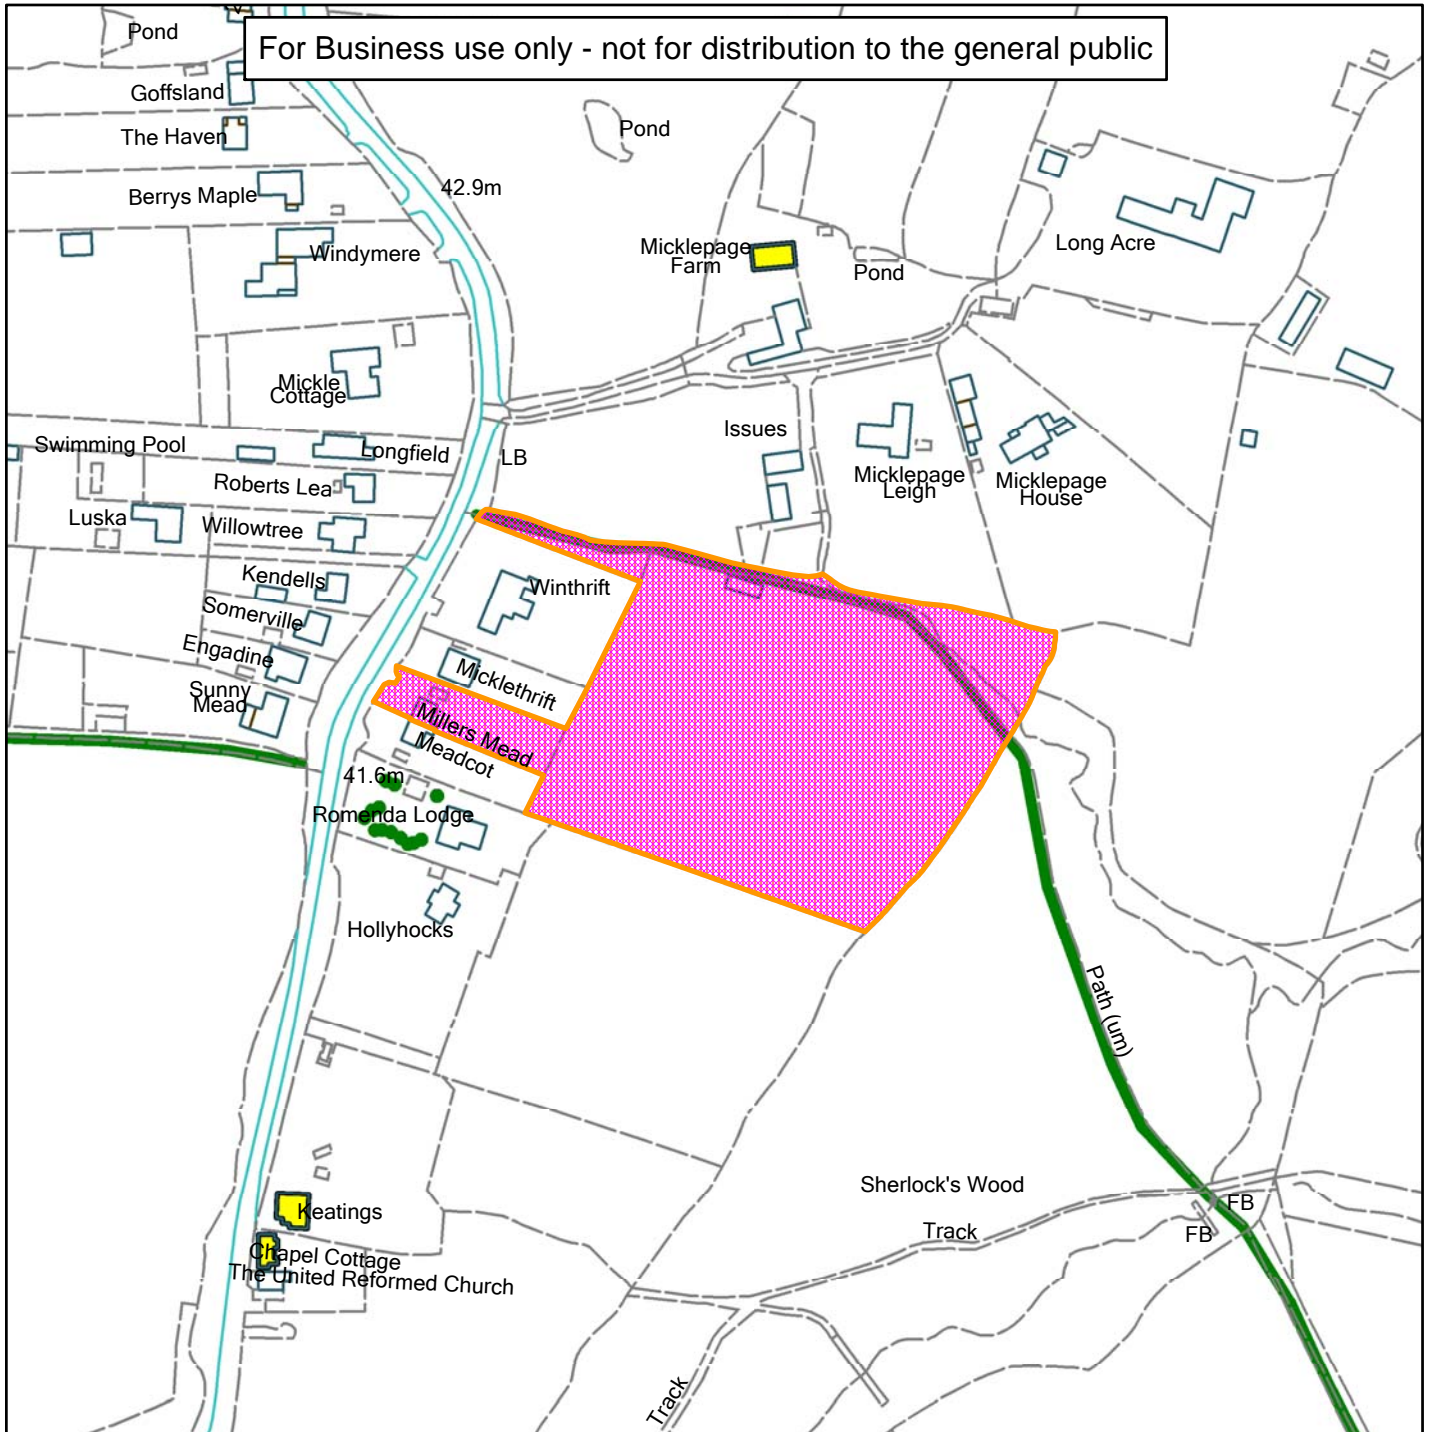 For Business use only - not for distribution to the general public
Pond
Goffsland
The Haven
Pond
Berrys Maple
42.9m
Windymere
Micklepage
Farm
Pond
Long Acre
Mickle
Cottage
Issues
Swimming Pool
Longfield
LB
Roberts Lea
Micklepage
Leigh
Micklepage
House
Luska
Willowtree
Kendells
Winthrift
Somerville
Engadine
Micklethrift
Sunny
Mead
Millers Mead
Meadcot
41.6m
Romenda Lodge
Hollyhocks
Path (um)
Sherlock's Wood
Keatings
Track
FB
FB
Chapel Cottage
The United Reformed Church
Track